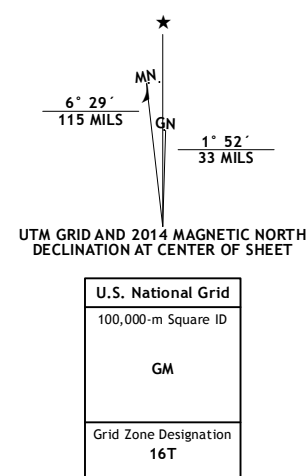 ★
MN
GN
6° 29´
115 MILS
1° 52´
33 MILS
UTM GRID AND 2014 MAGNETIC NORTH
DECLINATION AT CENTER OF SHEET
U.S. National Grid
100,000-m Square ID
GM
Grid Zone Designation
16T